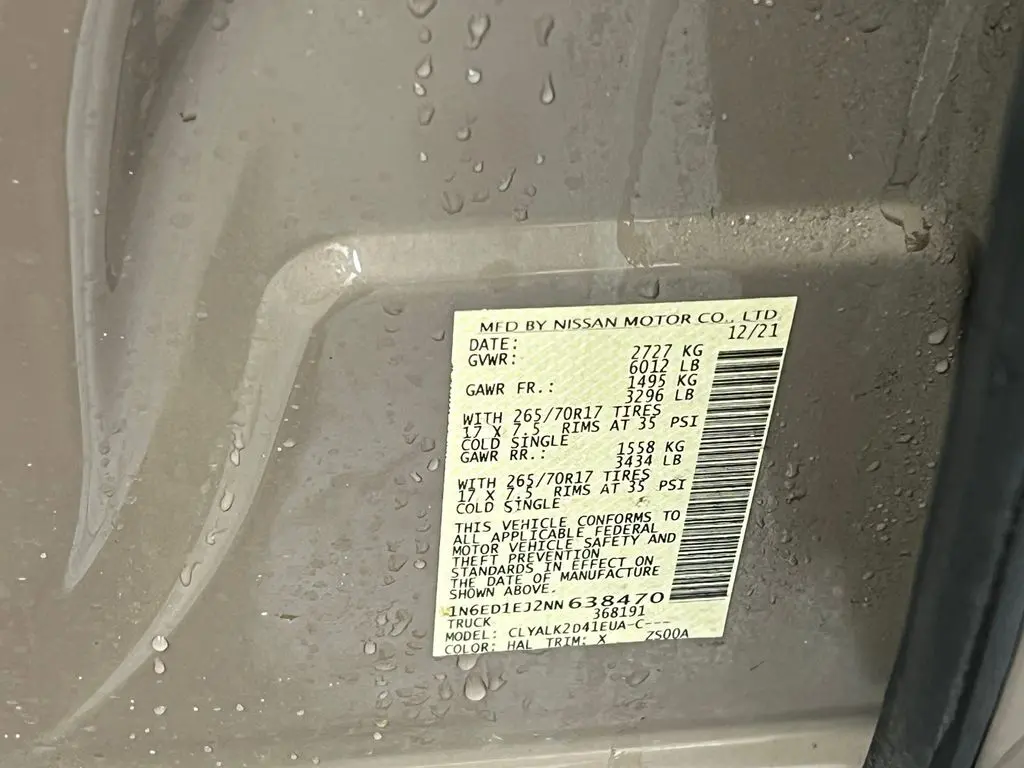 MFD BY NISSAN MOTOR CO., LTD
DATE: 12/21
GVWR: 2727 KG
6012 LB
GAWR FR.: 1495 KG
3296 LB
WITH 265/70R17 TIRES
17 X 7.5 RIMS AT 35 PSI
COLD SINGLE
GAWR RR.: 1558 KG
3434 LB
WITH 265/70R17 TIRES
17 X 7.5 RIMS AT 35 PSI
COLD SINGLE
THIS VEHICLE CONFORMS TO
ALL APPLICABLE FEDERAL
MOTOR VEHICLE SAFETY AND
THEFT PREVENTION
STANDARDS IN EFFECT ON
THE DATE OF MANUFACTURE
SHOWN ABOVE.
1N6ED1EJ2NN638470
TRUCK 368191
MODEL: CLYALK2D41EUA-C---
COLOR: HAL TRIM: X ZS00A